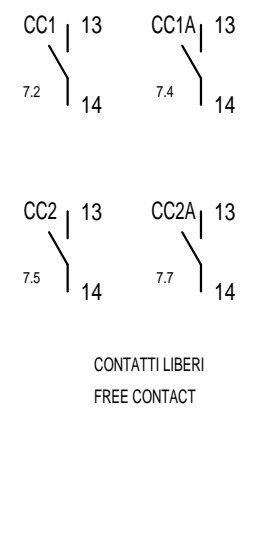 CC1 13 CC1A 13
7.2 14 7.4 14
CC2 13 CC2A 13
7.5 14 7.7 14
CONTATTI LIBERI
FREE CONTACT